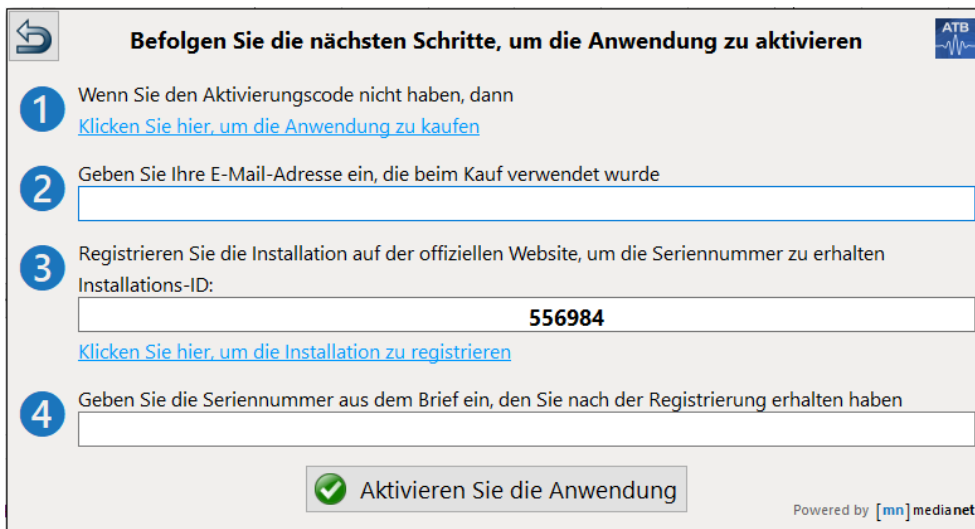 Befolgen Sie die nächsten Schritte, um die Anwendung zu aktivieren
ATB
1
Wenn Sie den Aktivierungscode nicht haben, dann
Klicken Sie hier, um die Anwendung zu kaufen
2
Geben Sie Ihre E-Mail-Adresse ein, die beim Kauf verwendet wurde
3
Registrieren Sie die Installation auf der offiziellen Website, um die Seriennummer zu erhalten
Installations-ID:
556984
Klicken Sie hier, um die Installation zu registrieren
4
Geben Sie die Seriennummer aus dem Brief ein, den Sie nach der Registrierung erhalten haben
Aktivieren Sie die Anwendung
Powered by [mn]medianet